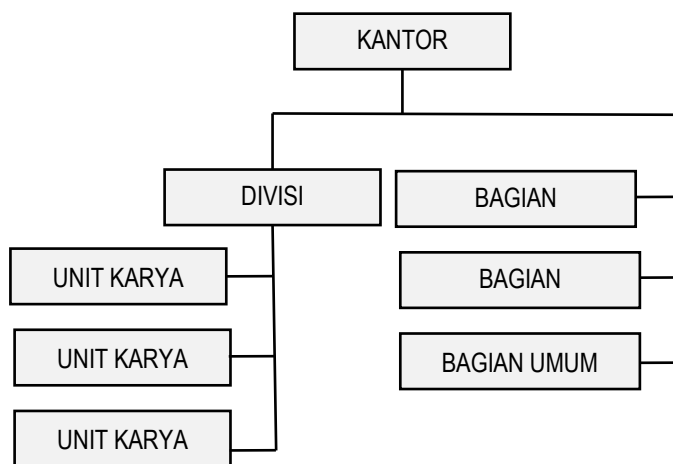 KANTOR
DIVISI
BAGIAN
UNIT KARYA
BAGIAN
UNIT KARYA
BAGIAN UMUM
UNIT KARYA